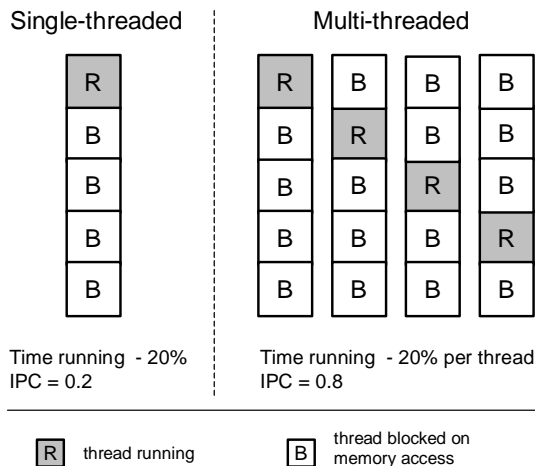 Single-threaded
Multi-threaded
R R B B B
B B R B B
B B B R B
B B B B R
B B B B B
Time running - 20%
IPC = 0.2
Time running - 20% per thread
IPC = 0.8
R thread running
B thread blocked on
memory access